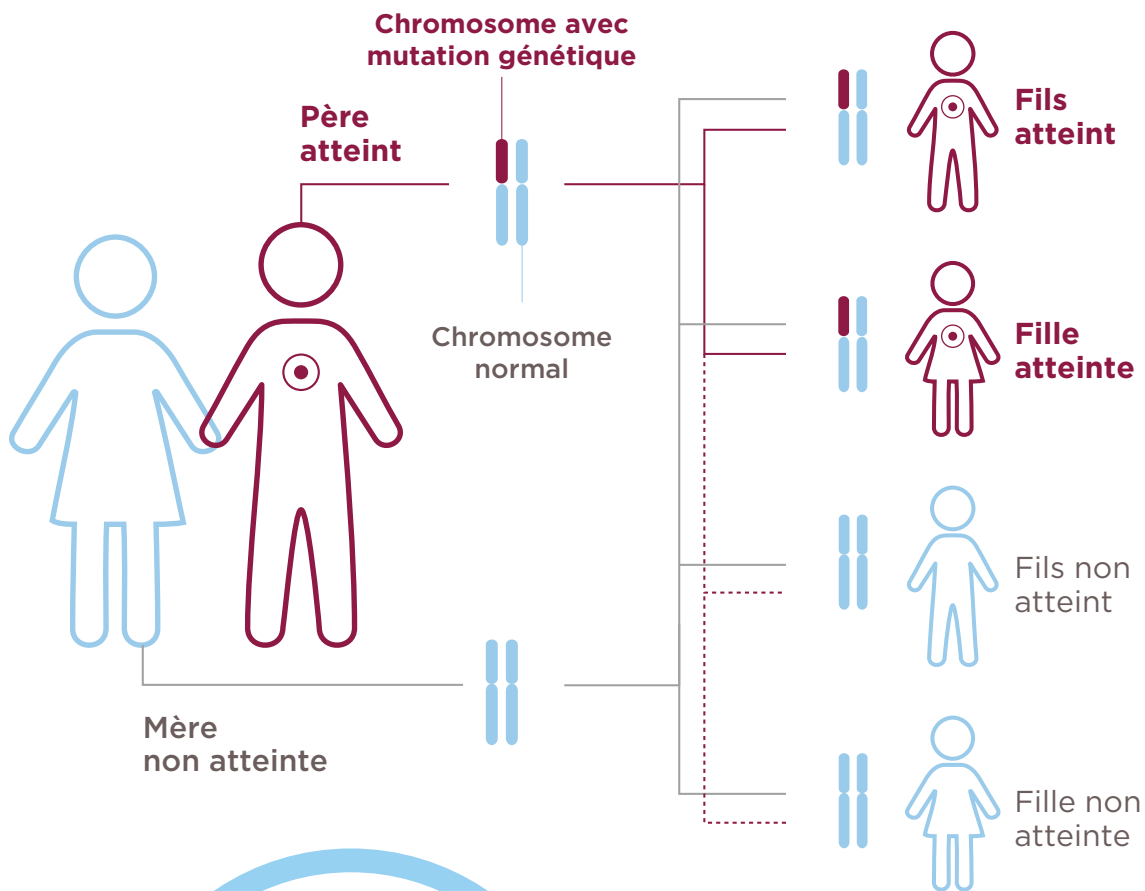 Chromosome avec
mutation génétique
Père
atteint
Chromosome
normal
Mère
non atteinte
Fils
atteint
Fille
atteinte
Fils non
atteint
Fille non
atteinte